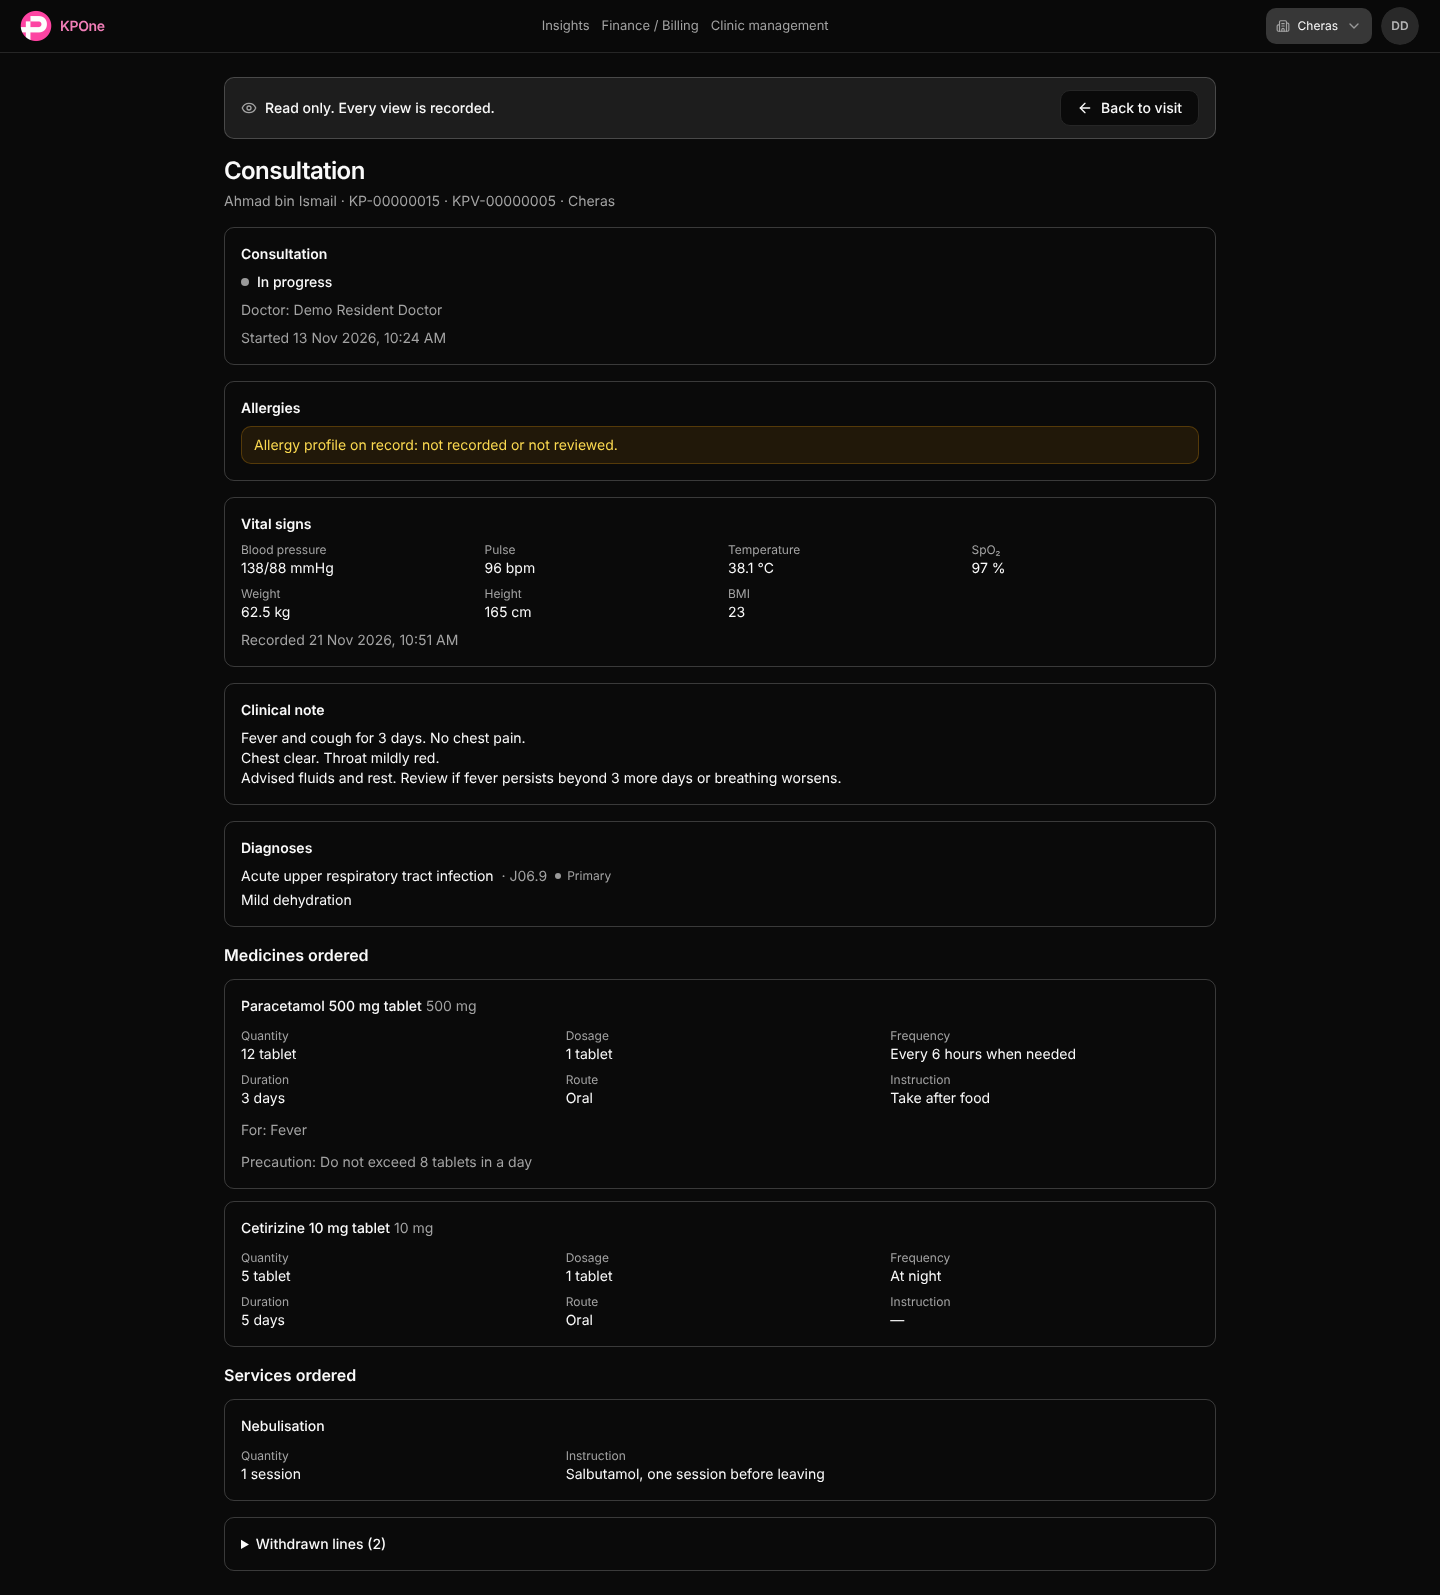 KPOne
Insights Finance / Billing Clinic management
Cheras
DD
Read only. Every view is recorded.
Back to visit
Consultation
Ahmad bin Ismail · KP-00000015 · KPV-00000005 · Cheras
Consultation
In progress
Doctor: Demo Resident Doctor
Started 13 Nov 2026, 10:24 AM
Allergies
Allergy profile on record: not recorded or not reviewed.
Vital signs
Blood pressure Pulse Temperature SpO₂
138/88 mmHg 96 bpm 38.1 °C 97 %
Weight Height BMI
62.5 kg 165 cm 23
Recorded 21 Nov 2026, 10:51 AM
Clinical note
Fever and cough for 3 days. No chest pain.
Chest clear. Throat mildly red.
Advised fluids and rest. Review if fever persists beyond 3 more days or breathing worsens.
Diagnoses
Acute upper respiratory tract infection · J06.9 Primary
Mild dehydration
Medicines ordered
Paracetamol 500 mg tablet 500 mg
Quantity Dosage Frequency
12 tablet 1 tablet Every 6 hours when needed
Duration Route Instruction
3 days Oral Take after food
For: Fever
Precaution: Do not exceed 8 tablets in a day
Cetirizine 10 mg tablet 10 mg
Quantity Dosage Frequency
5 tablet 1 tablet At night
Duration Route Instruction
5 days Oral —
Services ordered
Nebulisation
Quantity Instruction
1 session Salbutamol, one session before leaving
Withdrawn lines (2)